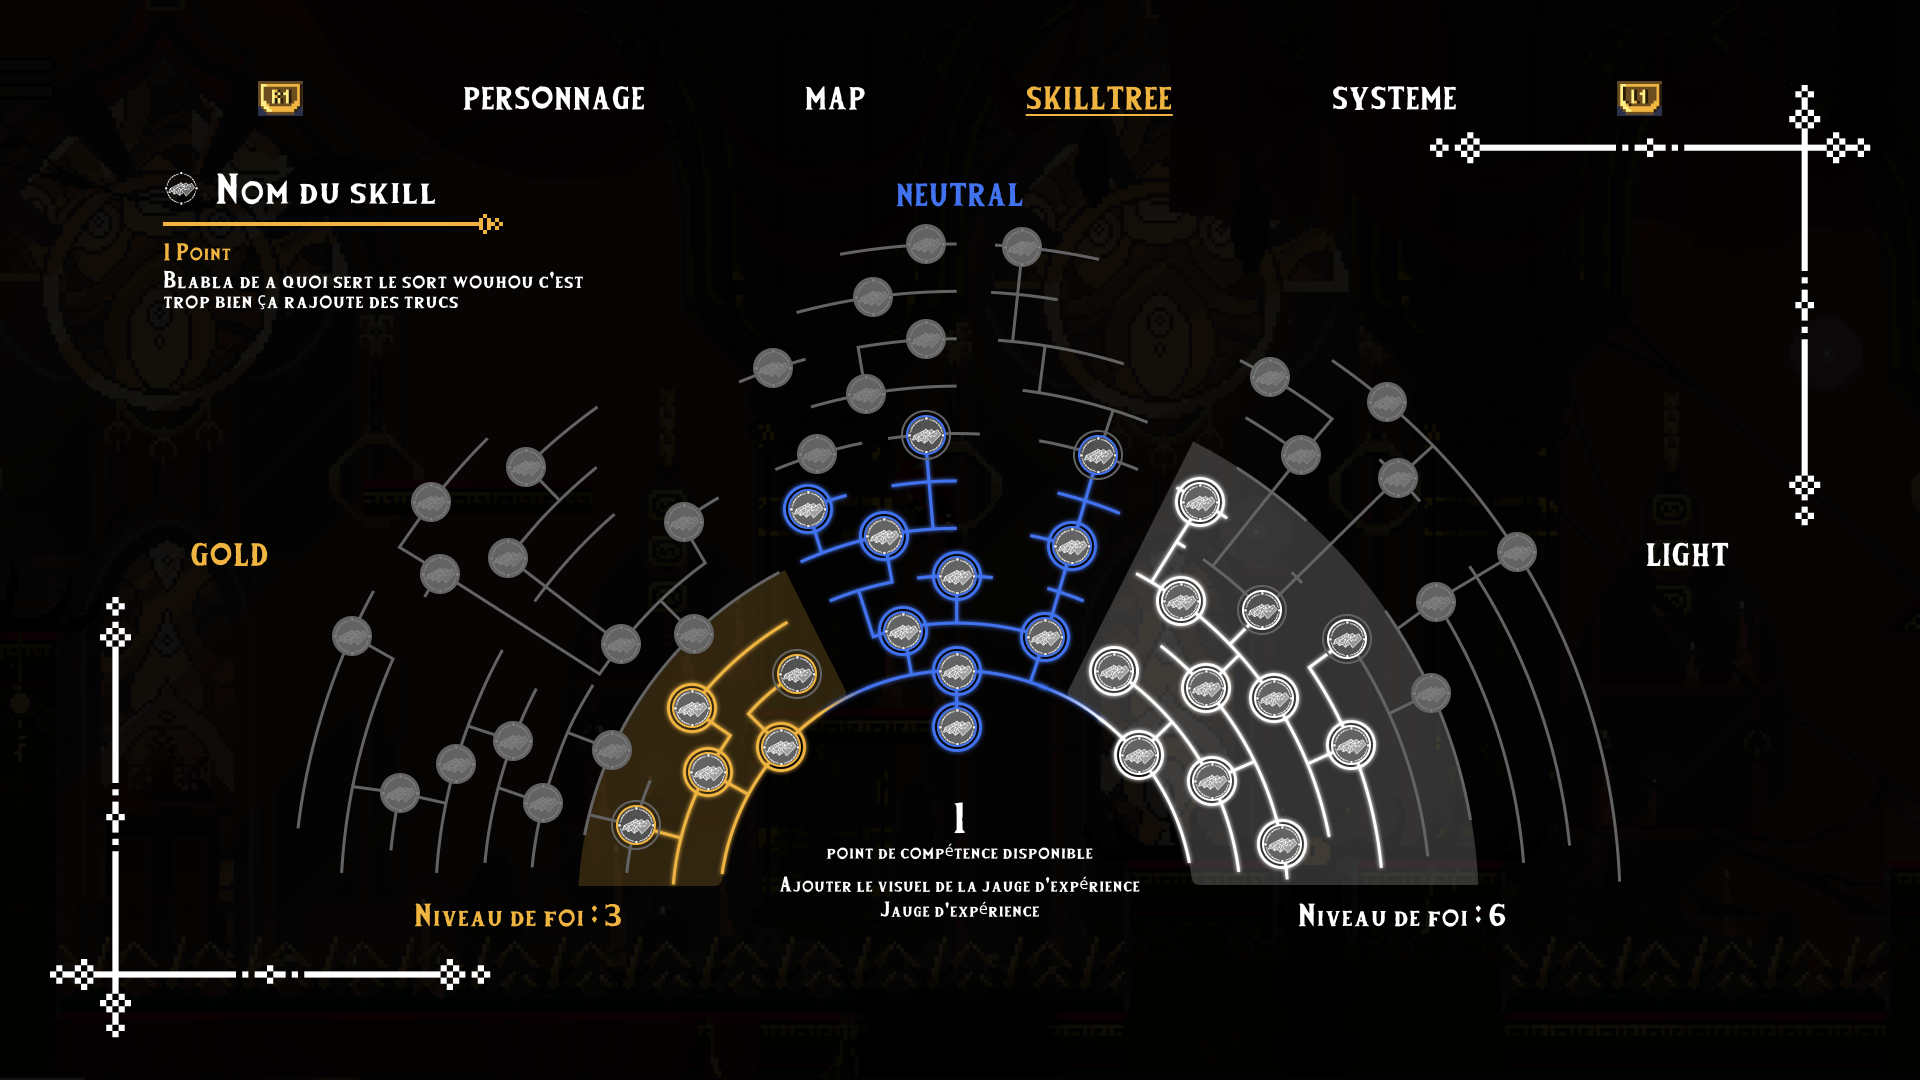 R1 PERSONNAGE MAP SKILLTREE SYSTEME L1
Nom du skill
1 Point
Blabla de a quoi sert le sort wouhou c'est
trop bien ça rajoute des trucs
NEUTRAL
GOLD
LIGHT
1
point de compétence disponible
Ajouter le visuel de la jauge d'expérience
Jauge d'expérience
Niveau de foi : 3
Niveau de foi : 6